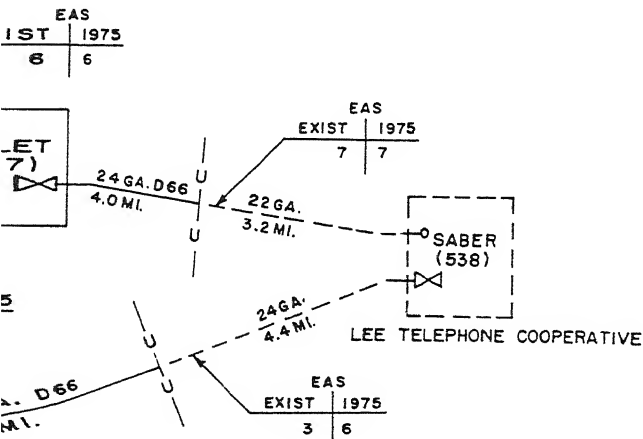 EAS
IST 1975
6 6
EAS
EXIST 1975
7 7
LET
7)
24 GA. D66
4.0 MI.
U
U
22 GA.
3.2 MI.
SABER
(538)
5
24 GA.
4.4 MI.
LEE TELEPHONE COOPERATIVE
U
U
A. D66
MI.
EAS
EXIST 1975
3 6